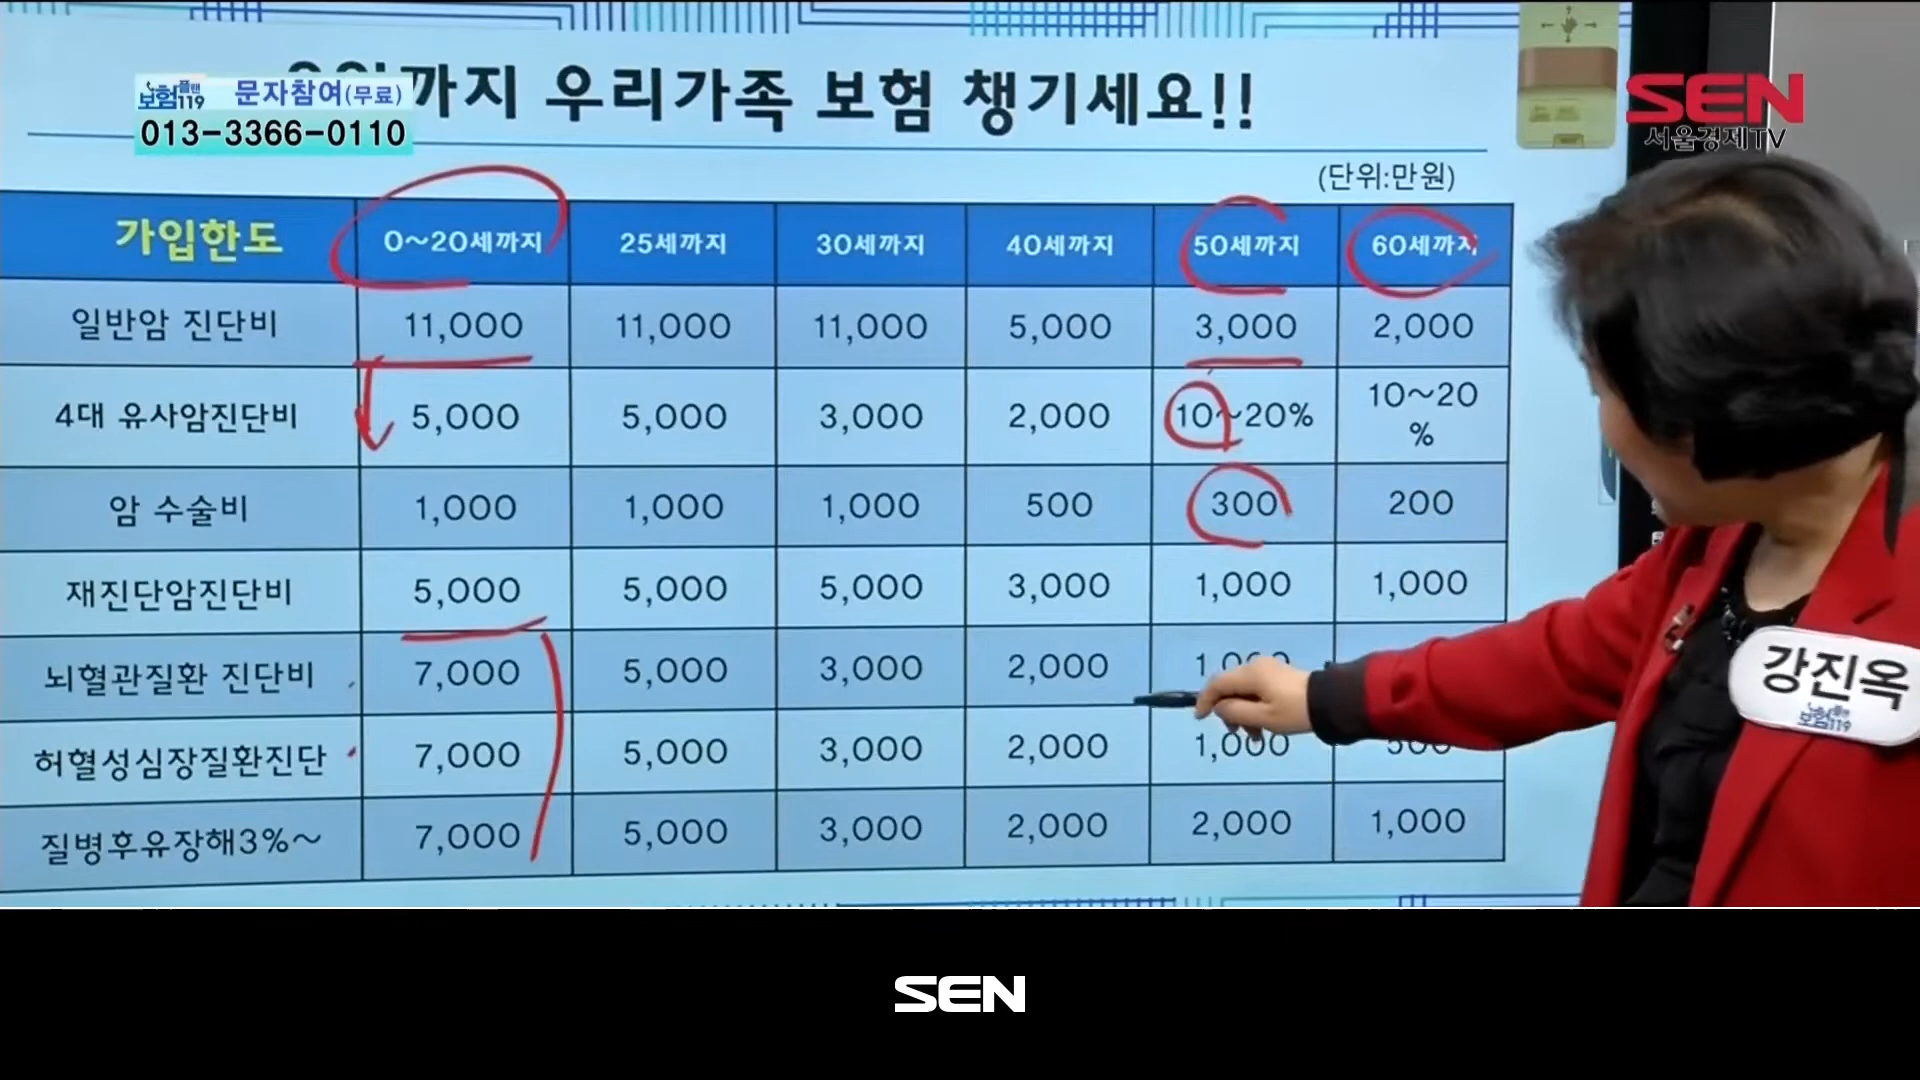 보험플랜119 문자참여(무료)
013-3366-0110
까지 우리가족 보험 챙기세요!!
SEN
서울경제TV
(단위:만원)
가입한도 0~20세까지 25세까지 30세까지 40세까지 50세까지 60세까지
일반암 진단비 11,000 11,000 11,000 5,000 3,000 2,000
4대 유사암진단비 5,000 5,000 3,000 2,000 10~20% 10~20%
암 수술비 1,000 1,000 1,000 500 300 200
재진단암진단비 5,000 5,000 5,000 3,000 1,000 1,000
뇌혈관질환 진단비 7,000 5,000 3,000 2,000
허혈성심장질환진단 7,000 5,000 3,000 2,000 1,000 500
질병후유장해3%~ 7,000 5,000 3,000 2,000 2,000 1,000
강진옥
보험플랜119
SEN